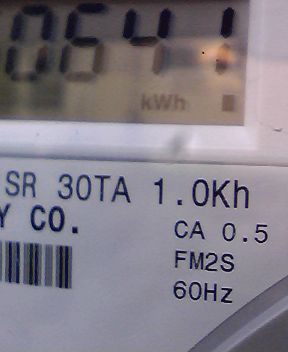 0641
kWh
SR 30TA 1.0Kh
Y CO.
CA 0.5
FM2S
60Hz